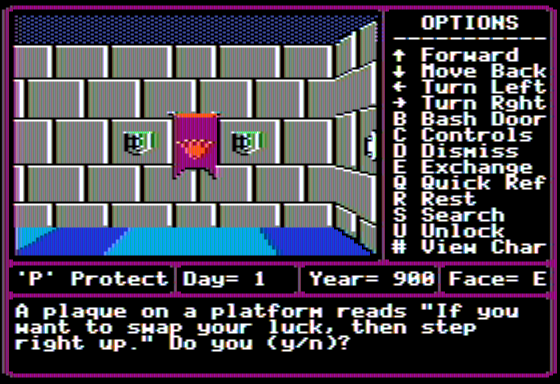 OPTIONS
↑ Forward
↓ Move Back
← Turn Left
→ Turn Rght
B Bash Door
C Controls
D Dismiss
E Exchange
Q Quick Ref
R Rest
S Search
U Unlock
# View Char
'P' Protect
Day= 1
Year= 900
Face= E
A plaque on a platform reads "If you
want to swap your luck, then step
right up." Do you (y/n)?